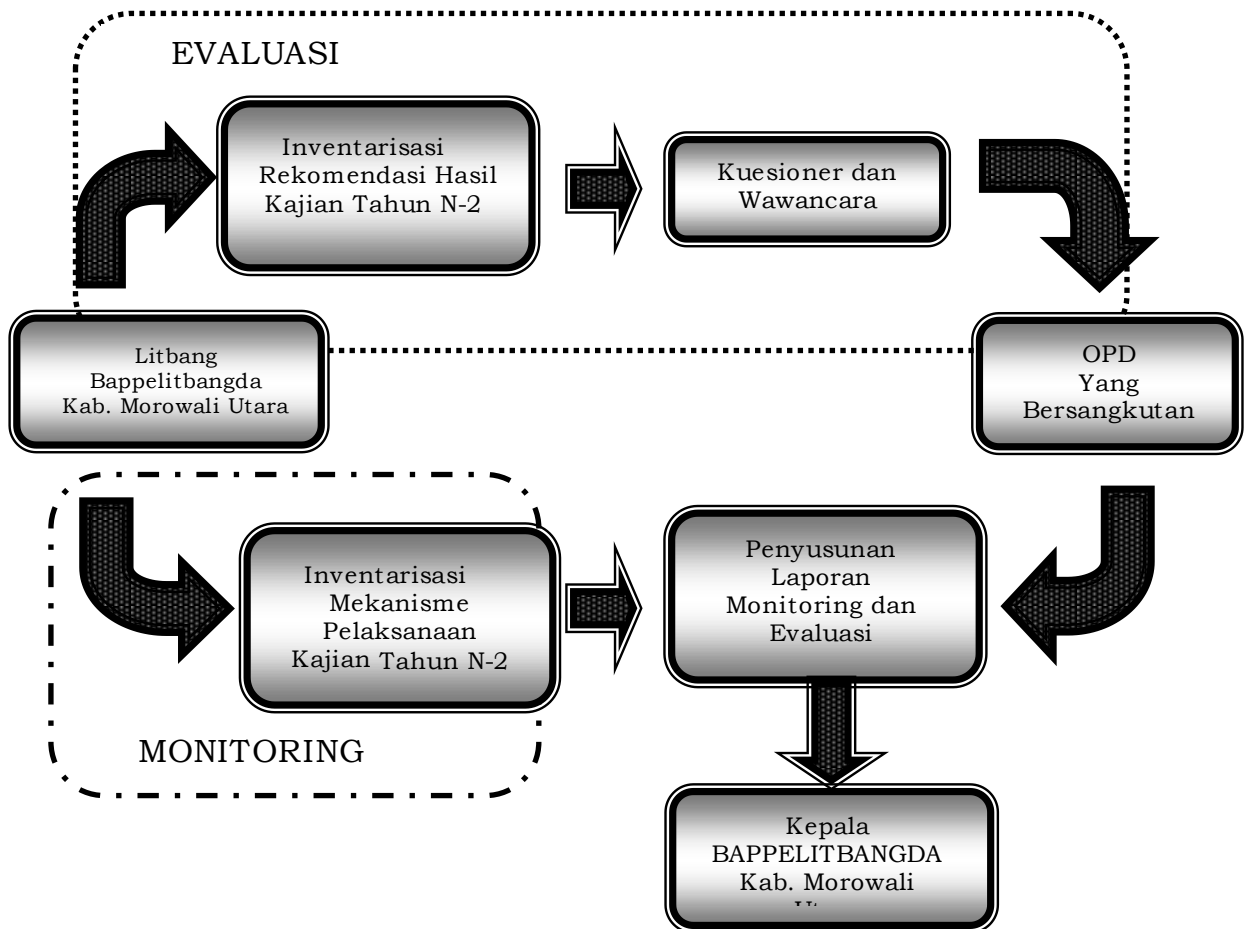 EVALUASI
Inventarisasi
Rekomendasi Hasil
Kajian Tahun N-2
Kuesioner dan
Wawancara
Litbang
Bappelitbangda
Kab. Morowali Utara
OPD
Yang
Bersangkutan
Inventarisasi
Mekanisme
Pelaksanaan
Kajian Tahun N-2
Penyusunan
Laporan
Monitoring dan
Evaluasi
MONITORING
Kepala
BAPPELITBANGDA
Kab. Morowali